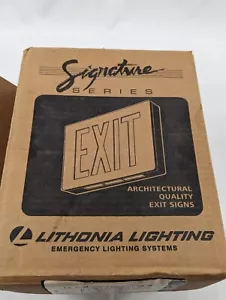 Signature
SERIES
EXIT
ARCHITECTURAL
QUALITY
EXIT SIGNS
LITHONIA LIGHTING
EMERGENCY LIGHTING SYSTEMS